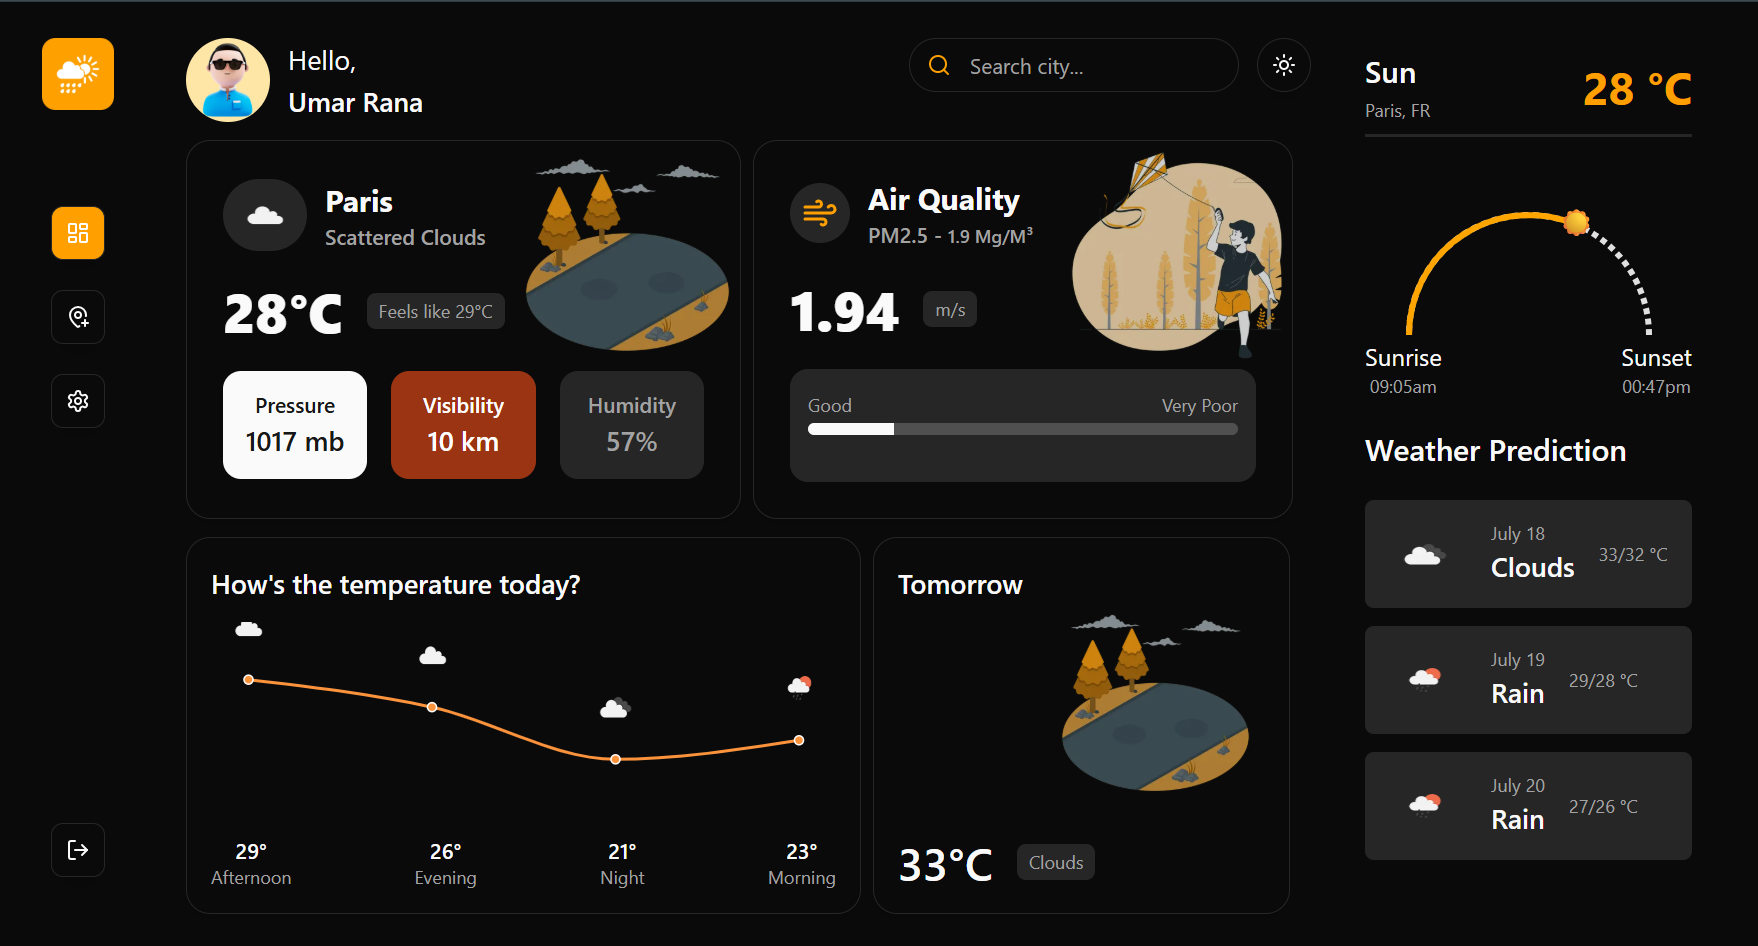 Hello,
Umar Rana
Search city...
Paris
Scattered Clouds
28°C
Feels like 29°C
Pressure
1017 mb
Visibility
10 km
Humidity
57%
Air Quality
PM2.5 - 1.9 Mg/M³
1.94
m/s
Good
Very Poor
How's the temperature today?
29°
Afternoon
26°
Evening
21°
Night
23°
Morning
Tomorrow
33°C
Clouds
Sun
Paris, FR
28 °C
Sunrise
09:05am
Sunset
00:47pm
Weather Prediction
July 18
Clouds
33/32 °C
July 19
Rain
29/28 °C
July 20
Rain
27/26 °C